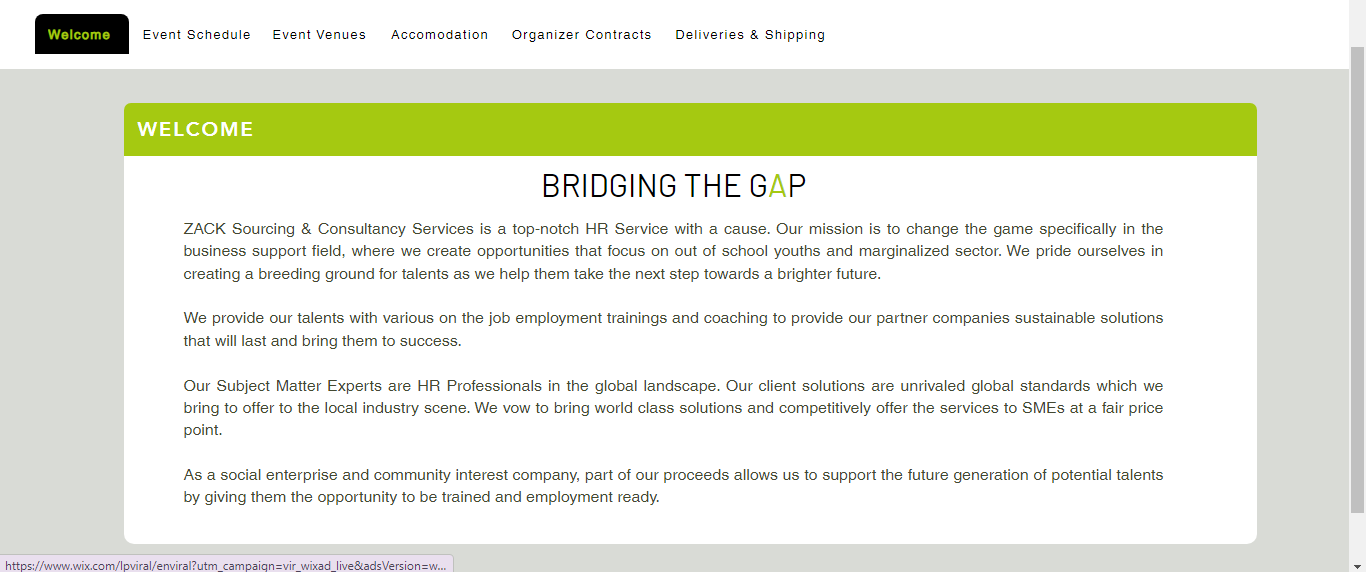 Welcome Event Schedule Event Venues Accomodation Organizer Contracts Deliveries & Shipping
WELCOME
BRIDGING THE GAP
ZACK Sourcing & Consultancy Services is a top-notch HR Service with a cause. Our mission is to change the game specifically in the
business support field, where we create opportunities that focus on out of school youths and marginalized sector. We pride ourselves in
creating a breeding ground for talents as we help them take the next step towards a brighter future.
We provide our talents with various on the job employment trainings and coaching to provide our partner companies sustainable solutions
that will last and bring them to success.
Our Subject Matter Experts are HR Professionals in the global landscape. Our client solutions are unrivaled global standards which we
bring to offer to the local industry scene. We vow to bring world class solutions and competitively offer the services to SMEs at a fair price
point.
As a social enterprise and community interest company, part of our proceeds allows us to support the future generation of potential talents
by giving them the opportunity to be trained and employment ready.
https://www.wix.com/lpviral/enviral?utm_campaign=vir_wixad_live&adsVersion=w...